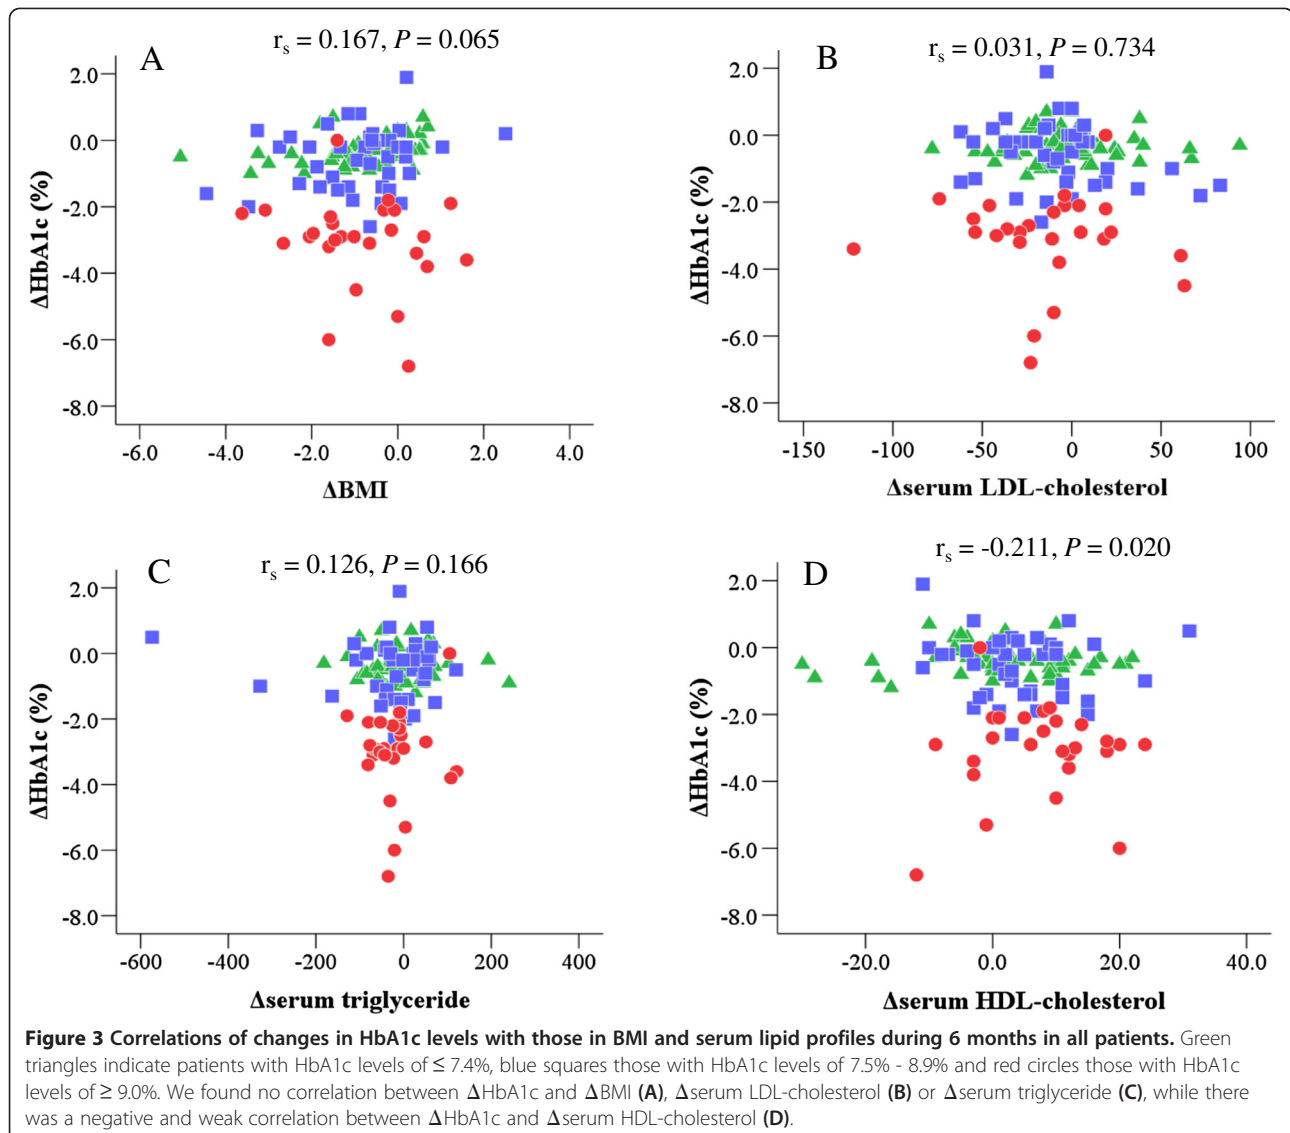 A
r_s = 0.167, P = 0.065
2.0
0.0
-2.0
-4.0
-6.0
-8.0
ΔHbA1c (%)
-6.0 -4.0 -2.0 0.0 2.0 4.0
ΔBMI
B
r_s = 0.031, P = 0.734
2.0
0.0
-2.0
-4.0
-6.0
-8.0
ΔHbA1c (%)
-150 -100 -50 0 50 100
Δserum LDL-cholesterol
C
r_s = 0.126, P = 0.166
2.0
0.0
-2.0
-4.0
-6.0
-8.0
ΔHbA1c (%)
-600 -400 -200 0 200 400
Δserum triglyceride
D
r_s = -0.211, P = 0.020
2.0
0.0
-2.0
-4.0
-6.0
-8.0
ΔHbA1c (%)
-20.0 0.0 20.0 40.0
Δserum HDL-cholesterol
Figure 3 Correlations of changes in HbA1c levels with those in BMI and serum lipid profiles during 6 months in all patients. Green
triangles indicate patients with HbA1c levels of ≤ 7.4%, blue squares those with HbA1c levels of 7.5% - 8.9% and red circles those with HbA1c
levels of ≥ 9.0%. We found no correlation between ΔHbA1c and ΔBMI (A), Δserum LDL-cholesterol (B) or Δserum triglyceride (C), while there
was a negative and weak correlation between ΔHbA1c and Δserum HDL-cholesterol (D).